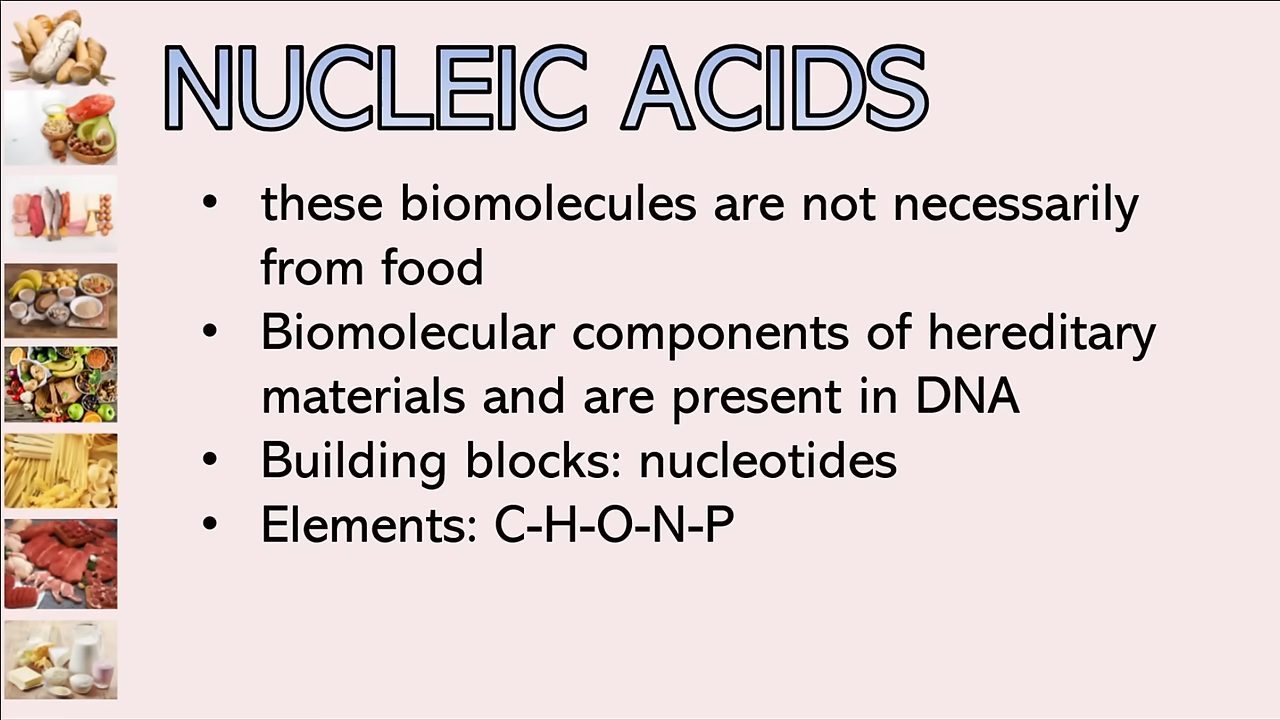 NUCLEIC ACIDS
• these biomolecules are not necessarily
from food
• Biomolecular components of hereditary
materials and are present in DNA
• Building blocks: nucleotides
• Elements: C-H-O-N-P